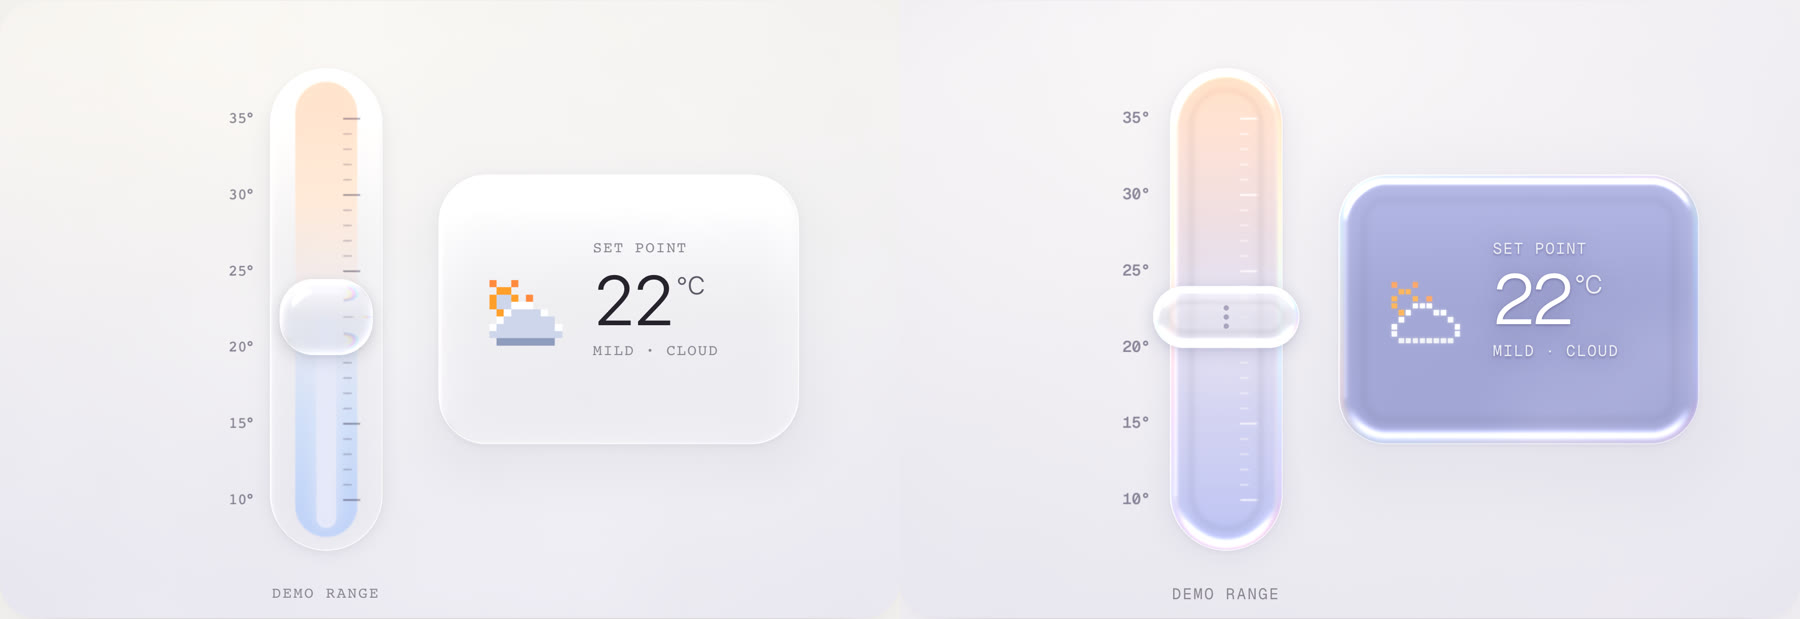 35°
30°
25°
20°
15°
10°
DEMO RANGE
SET POINT
22°C
MILD · CLOUD
35°
30°
25°
20°
15°
10°
DEMO RANGE
SET POINT
22°C
MILD · CLOUD